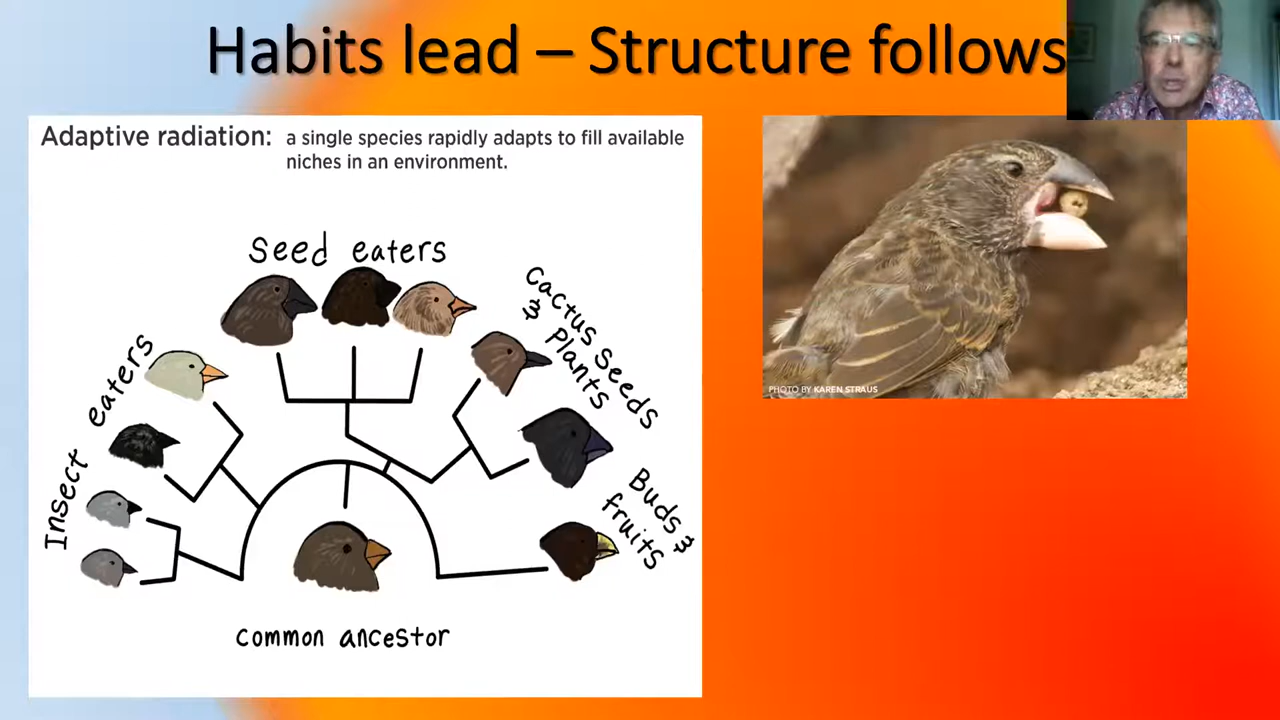 Habits lead – Structure follows
Adaptive radiation: a single species rapidly adapts to fill available
niches in an environment.
Seed eaters
Cactus Seeds
& Plants
Insect eaters
Buds &
fruits
common ancestor
PHOTO BY KAREN STRAUS